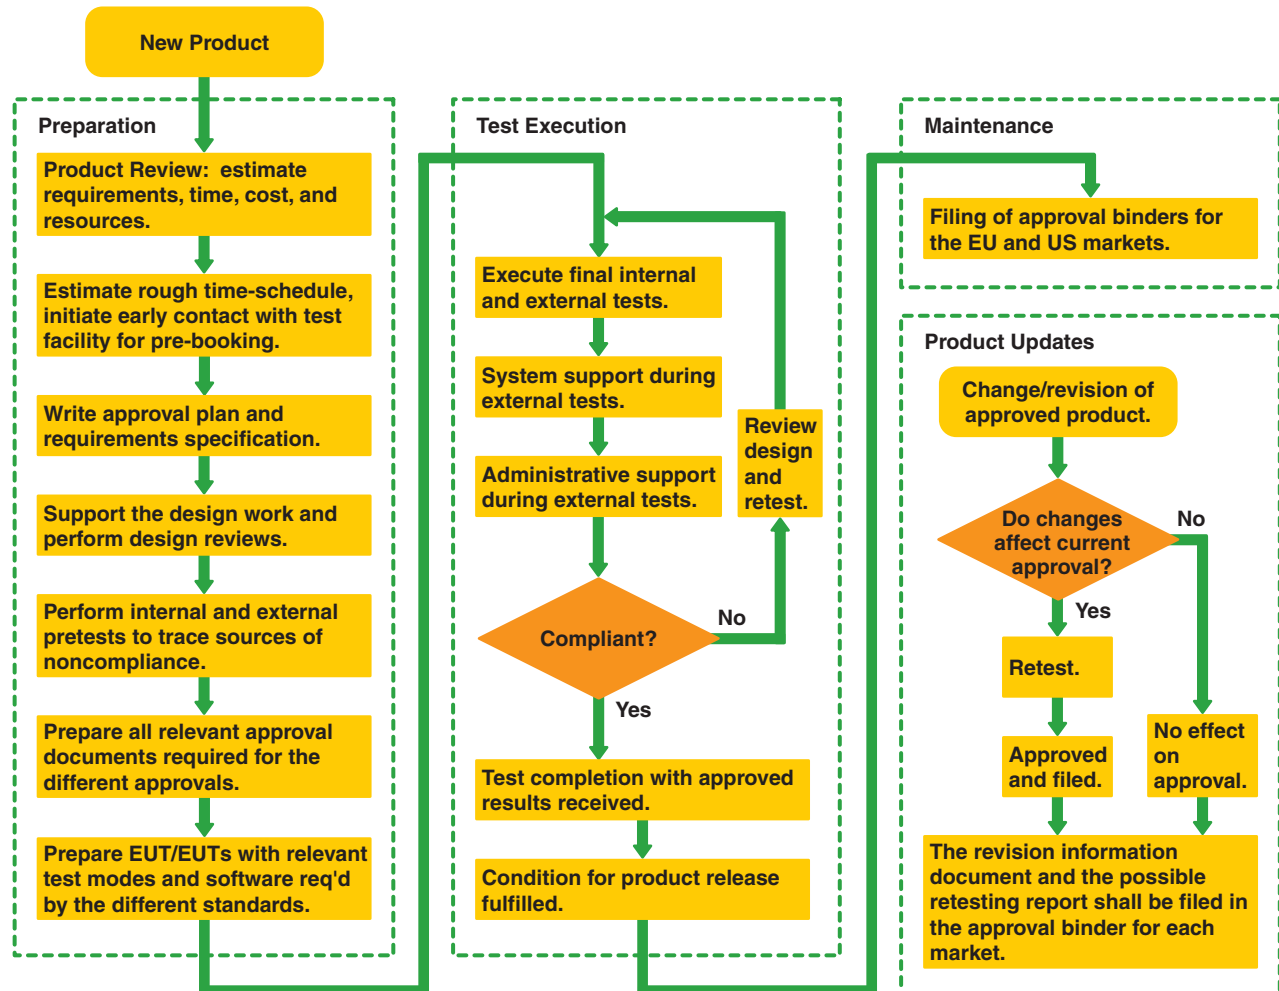 New Product
Preparation
Product Review:  estimate
requirements, time, cost, and
resources.
Estimate rough time-schedule,
initiate early contact with test
facility for pre-booking.
Write approval plan and
requirements specification.
Support the design work and
perform design reviews.
Perform internal and external
pretests to trace sources of
noncompliance.
Prepare all relevant approval
documents required for the
different approvals.
Prepare EUT/EUTs with relevant
test modes and software req'd
by the different standards.
Test Execution
Execute final internal
and external tests.
System support during
external tests.
Administrative support
during external tests.
Review
design
and
retest.
Compliant?
No
Yes
Test completion with approved
results received.
Condition for product release
fulfilled.
Maintenance
Filing of approval binders for
the EU and US markets.
Product Updates
Change/revision of
approved product.
Do changes
affect current
approval?
No
Yes
Retest.
Approved
and filed.
No effect
on
approval.
The revision information
document and the possible
retesting report shall be filed in
the approval binder for each
market.